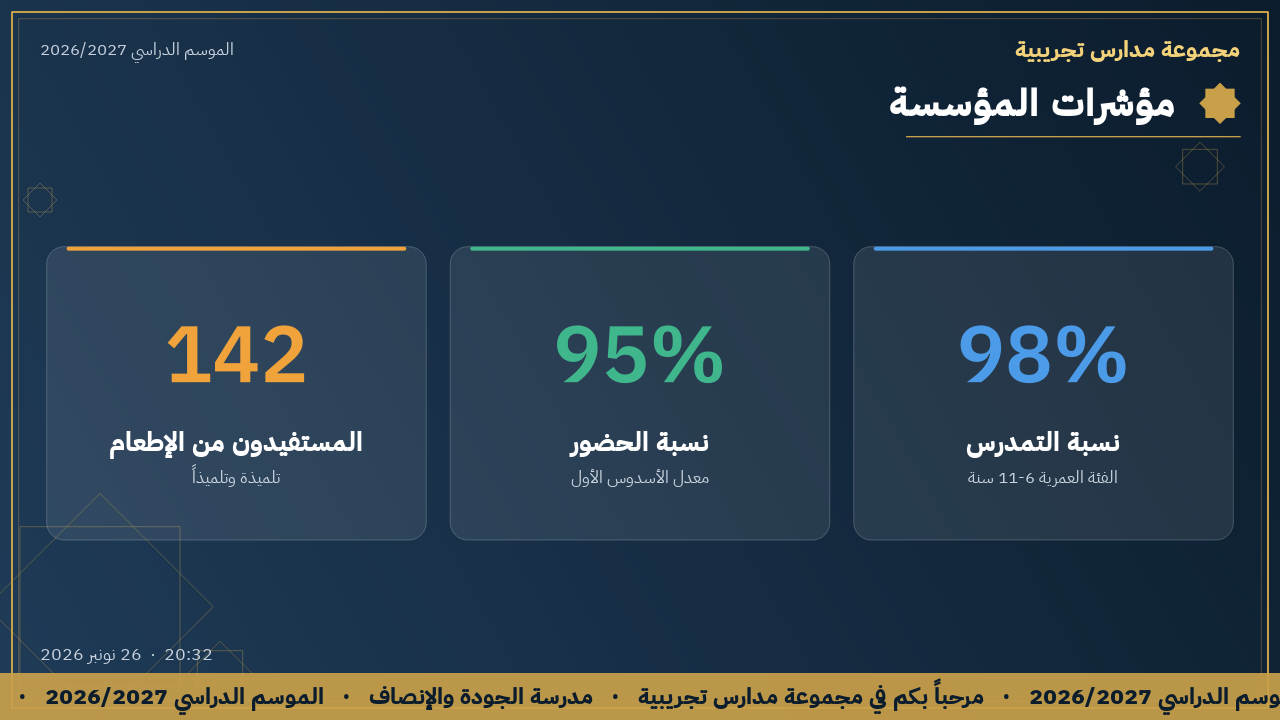 مجموعة مدارس تجريبية
الموسم الدراسي 2026/2027
مؤشرات المؤسسة
98%
نسبة التمدرس
الفئة العمرية 6-11 سنة
95%
نسبة الحضور
معدل الأسدوس الأول
142
المستفيدون من الإطعام
تلميذة وتلميذاً
20:32 · 26 نونبر 2026
الدراسي 2026/2027 • مرحباً بكم في مجموعة مدارس تجريبية • مدرسة الجودة والإنصاف • الموسم الدراسي 2026/2027 •